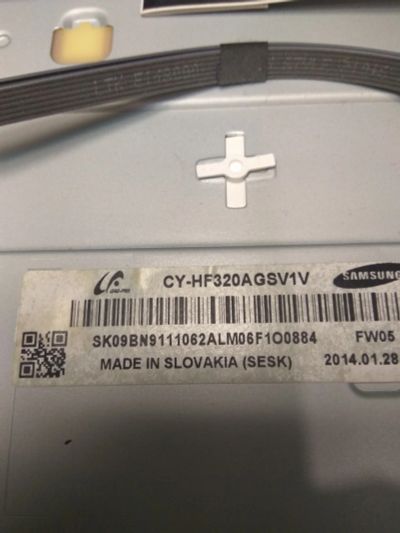 CY-HF320AGSV1V
SAMSUNG
SK09BN9111062ALM06F1O0884
FW05
MADE IN SLOVAKIA (SESK)
2014.01.28